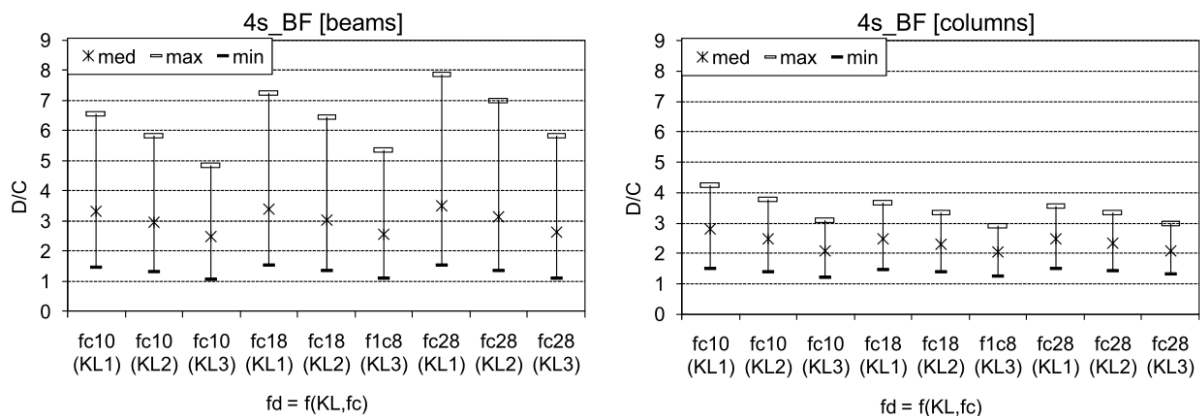 4s_BF [beams]
9
8
7
6
5
4
3
2
1
0
D/C
med max min
fc10 fc10 fc10 fc18 fc18 f1c8 fc28 fc28 fc28
(KL1) (KL2) (KL3) (KL1) (KL2) (KL3) (KL1) (KL2) (KL3)
fd = f(KL,fc)
4s_BF [columns]
9
8
7
6
5
4
3
2
1
0
D/C
med max min
fc10 fc10 fc10 fc18 fc18 f1c8 fc28 fc28 fc28
(KL1) (KL2) (KL3) (KL1) (KL2) (KL3) (KL1) (KL2) (KL3)
fd = f(KL,fc)